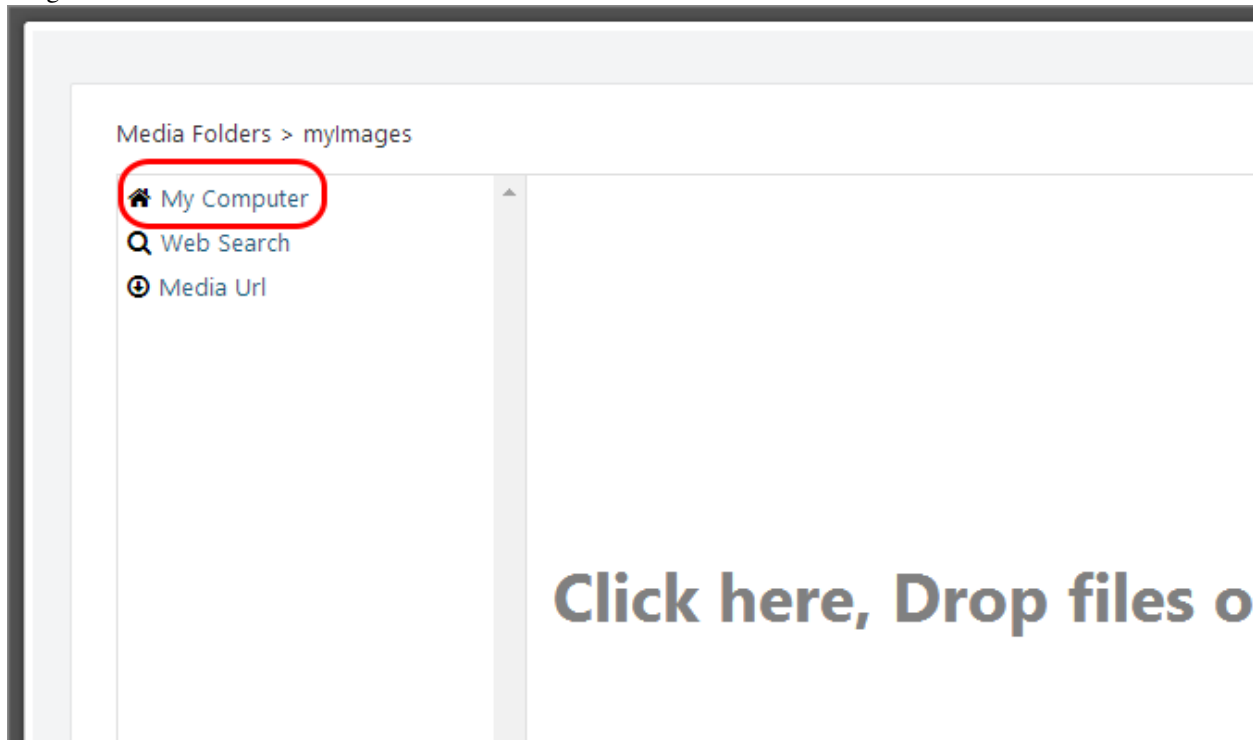 Media Folders > myImages
My Computer
Web Search
Media Url
Click here, Drop files o